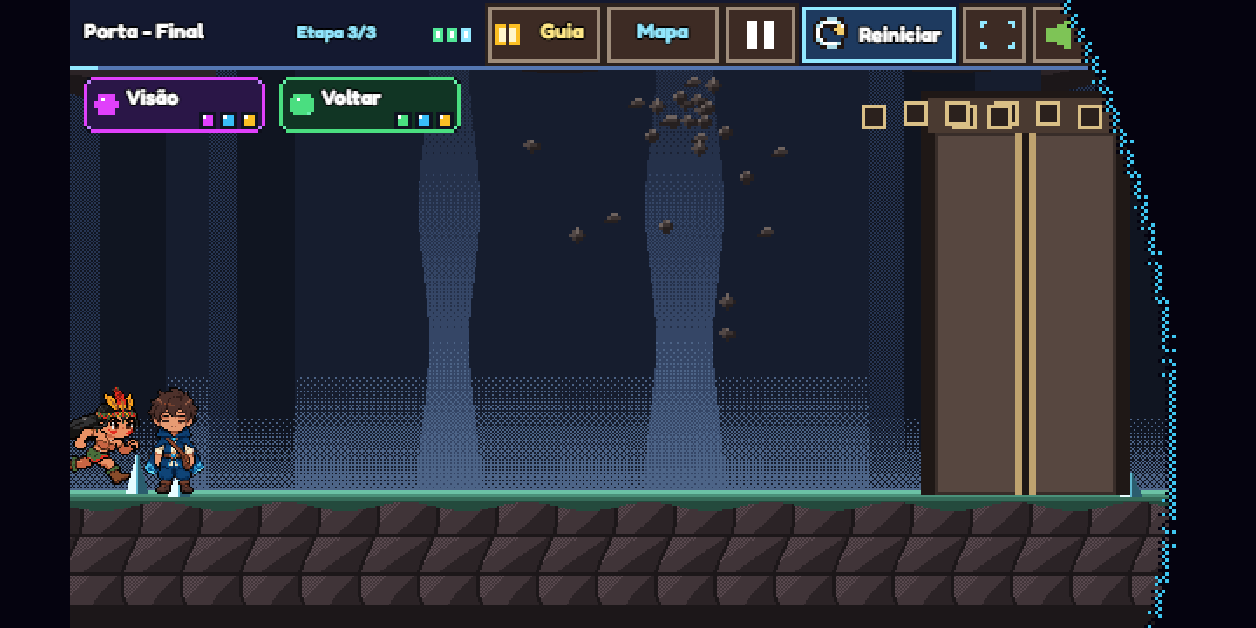 Porta - Final
Etapa 3/3
Guia
Mapa
Reiniciar
Visão
Voltar